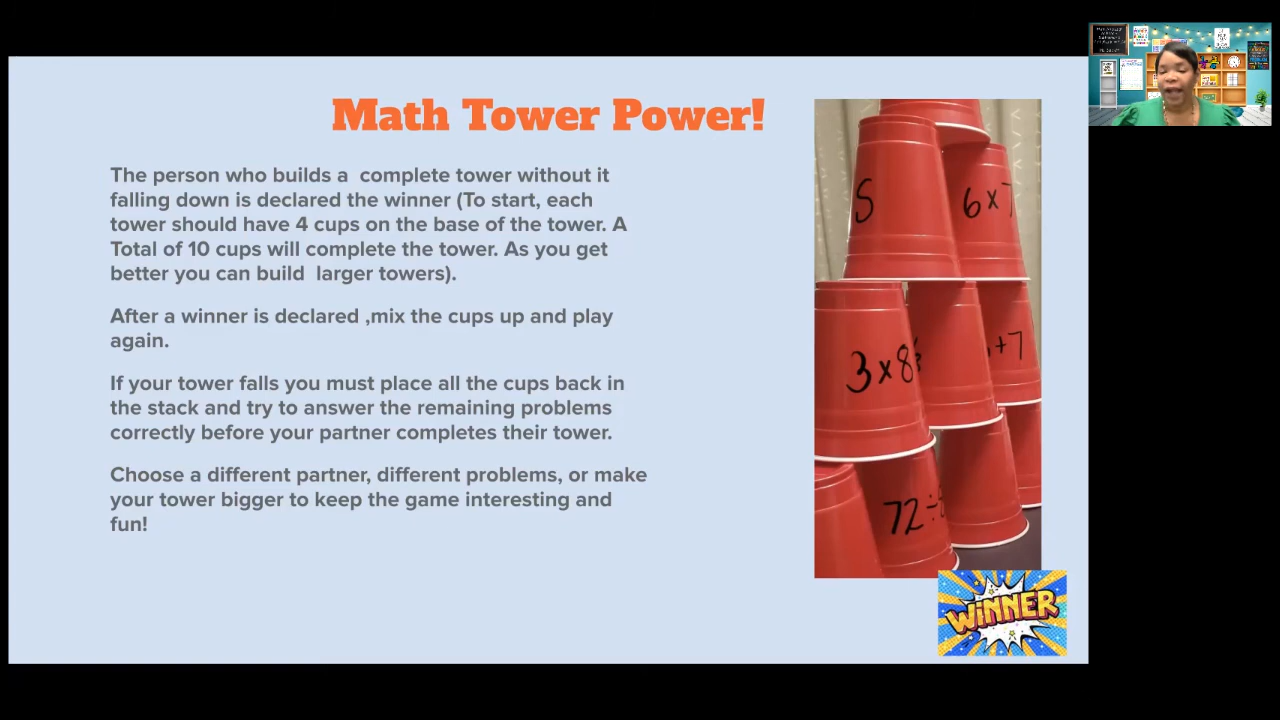 Math Tower Power!
The person who builds a  complete tower without it
falling down is declared the winner (To start, each
tower should have 4 cups on the base of the tower. A
Total of 10 cups will complete the tower. As you get
better you can build  larger towers).
After a winner is declared ,mix the cups up and play
again.
If your tower falls you must place all the cups back in
the stack and try to answer the remaining problems
correctly before your partner completes their tower.
Choose a different partner, different problems, or make
your tower bigger to keep the game interesting and
fun!
6x7
3x8
+7
72÷
WINNER